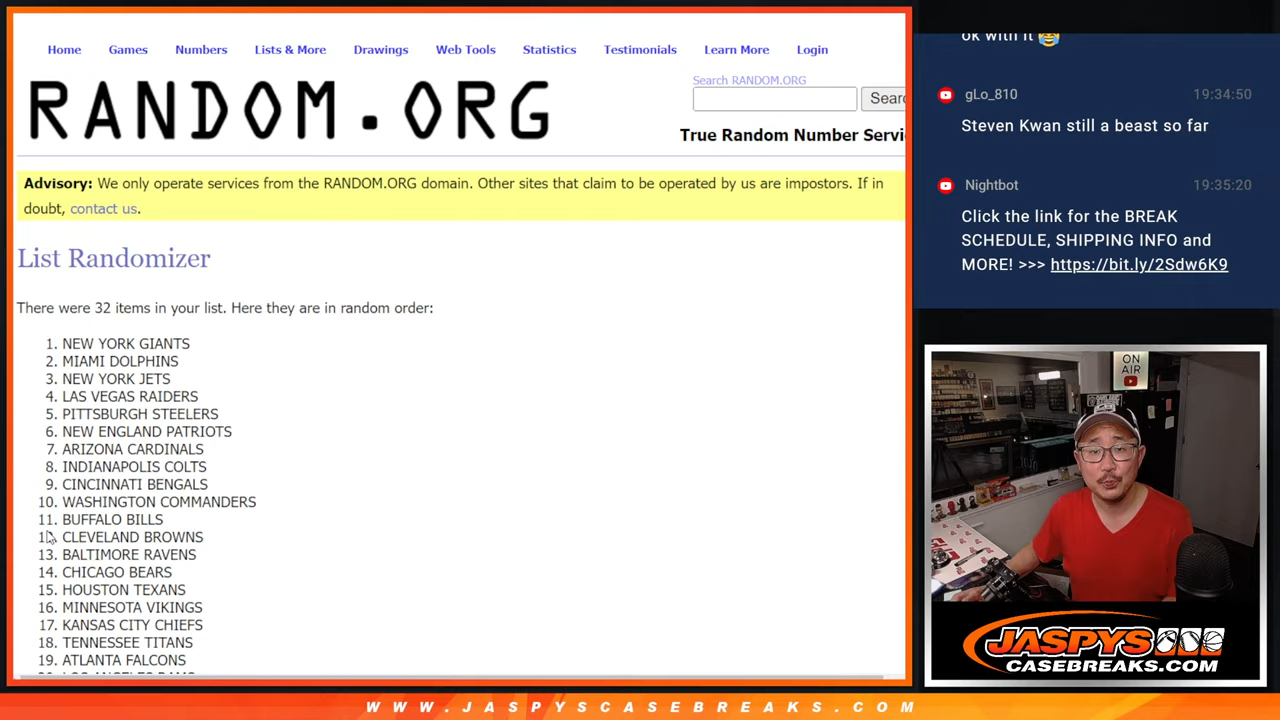 Home Games Numbers Lists & More Drawings Web Tools Statistics Testimonials Learn More Login
RANDOM.ORG
Search RANDOM.ORG
Sear
True Random Number Servi
Advisory: We only operate services from the RANDOM.ORG domain. Other sites that claim to be operated by us are impostors. If in
doubt, contact us.
List Randomizer
There were 32 items in your list. Here they are in random order:
1. NEW YORK GIANTS
2. MIAMI DOLPHINS
3. NEW YORK JETS
4. LAS VEGAS RAIDERS
5. PITTSBURGH STEELERS
6. NEW ENGLAND PATRIOTS
7. ARIZONA CARDINALS
8. INDIANAPOLIS COLTS
9. CINCINNATI BENGALS
10. WASHINGTON COMMANDERS
11. BUFFALO BILLS
CLEVELAND BROWNS
13. BALTIMORE RAVENS
14. CHICAGO BEARS
15. HOUSTON TEXANS
16. MINNESOTA VIKINGS
17. KANSAS CITY CHIEFS
18. TENNESSEE TITANS
19. ATLANTA FALCONS
ok with it 😂
gLo_810 19:34:50
Steven Kwan still a beast so far
Nightbot 19:35:20
Click the link for the BREAK
SCHEDULE, SHIPPING INFO and
MORE! >>> https://bit.ly/2Sdw6K9
ON
AIR
JASPYS
CASEBREAKS.COM
WWW.JASPYSCASEBREAKS.COM